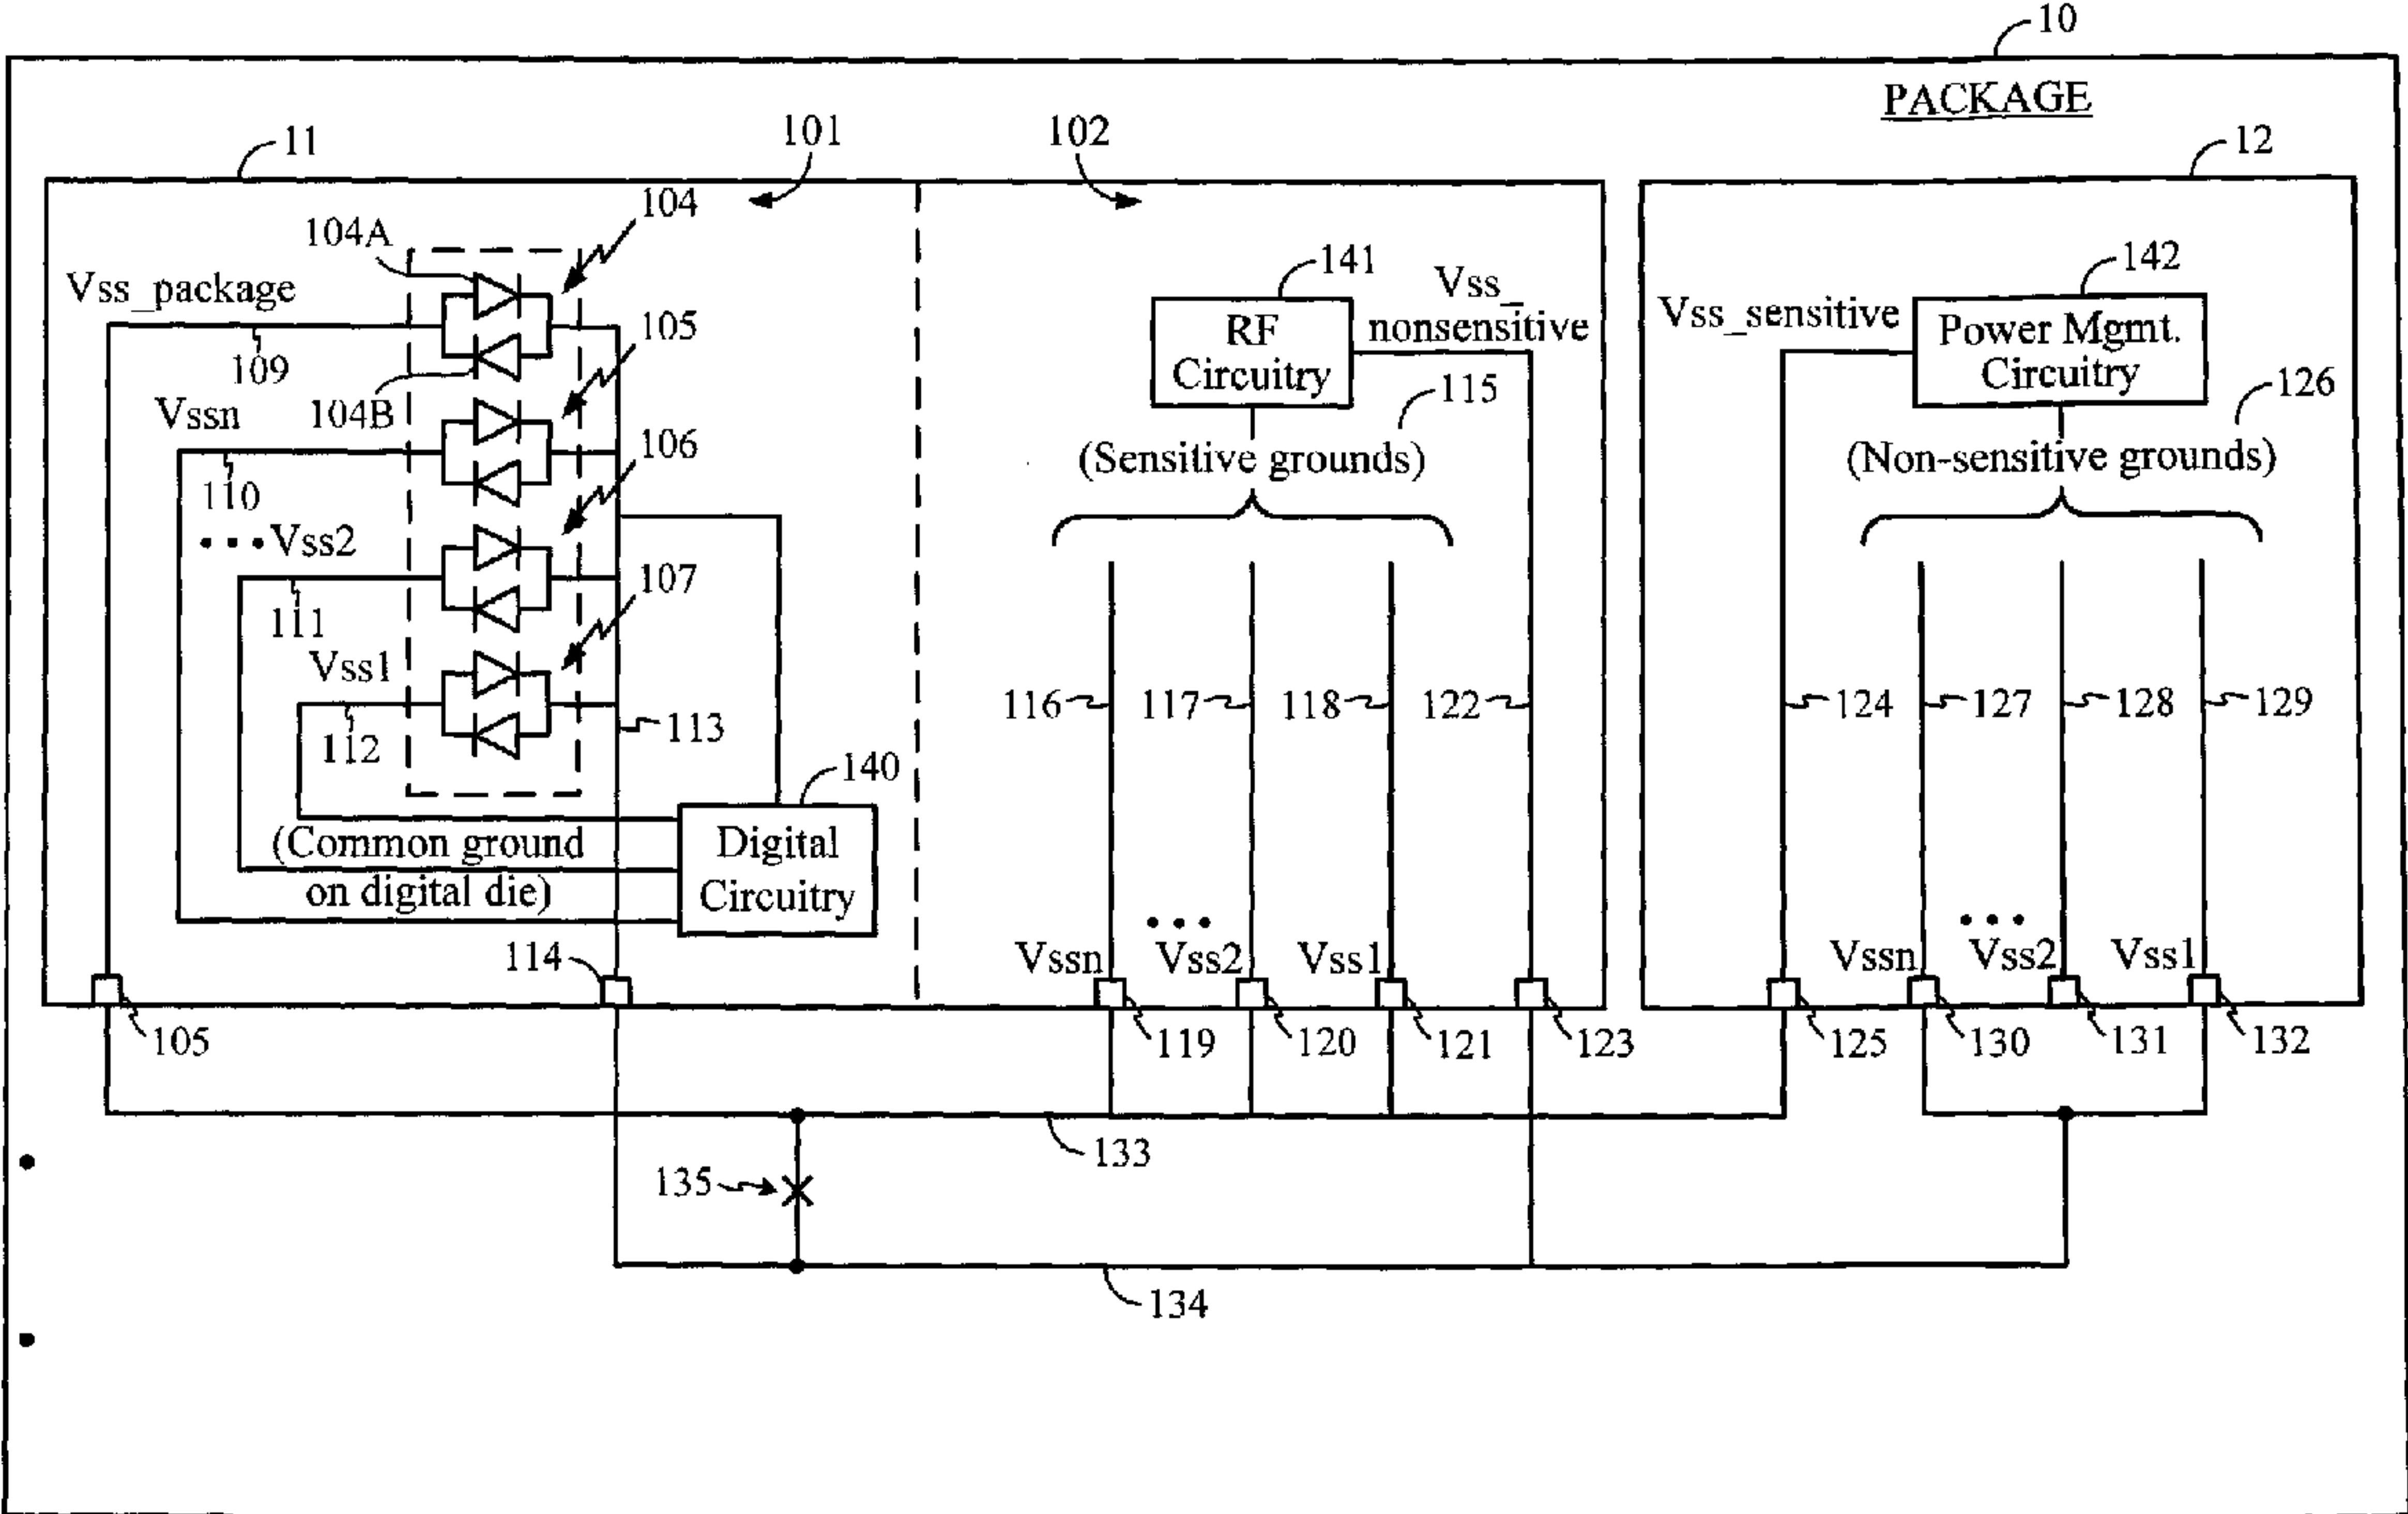 10
PACKAGE
11
101
102
12
104
104A
Vss_package
109
104B
105
Vssn
110
106
• • • Vss2
111
107
Vss1
112
113
140
(Common ground
on digital die)
Digital
Circuitry
114
105
141
RF
Circuitry
Vss_
nonsensitive
115
(Sensitive grounds)
116
117
118
122
Vssn
• • •
Vss2
Vss1
119
120
121
123
142
Vss_sensitive
Power Mgmt.
Circuitry
126
(Non-sensitive grounds)
124
127
128
129
Vssn
• • •
Vss2
Vss1
125
130
131
132
133
135
134